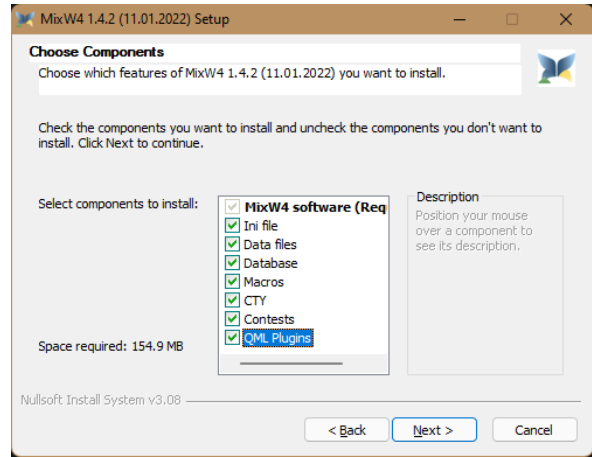 MixW4 1.4.2 (11.01.2022) Setup
Choose Components
Choose which features of MixW4 1.4.2 (11.01.2022) you want to install.
Check the components you want to install and uncheck the components you don't want to
install. Click Next to continue.
Select components to install:
MixW4 software (Req
Ini file
Data files
Database
Macros
CTY
Contests
QML Plugins
Description
Position your mouse
over a component to
see its description.
Space required: 154.9 MB
Nullsoft Install System v3.08
< Back
Next >
Cancel